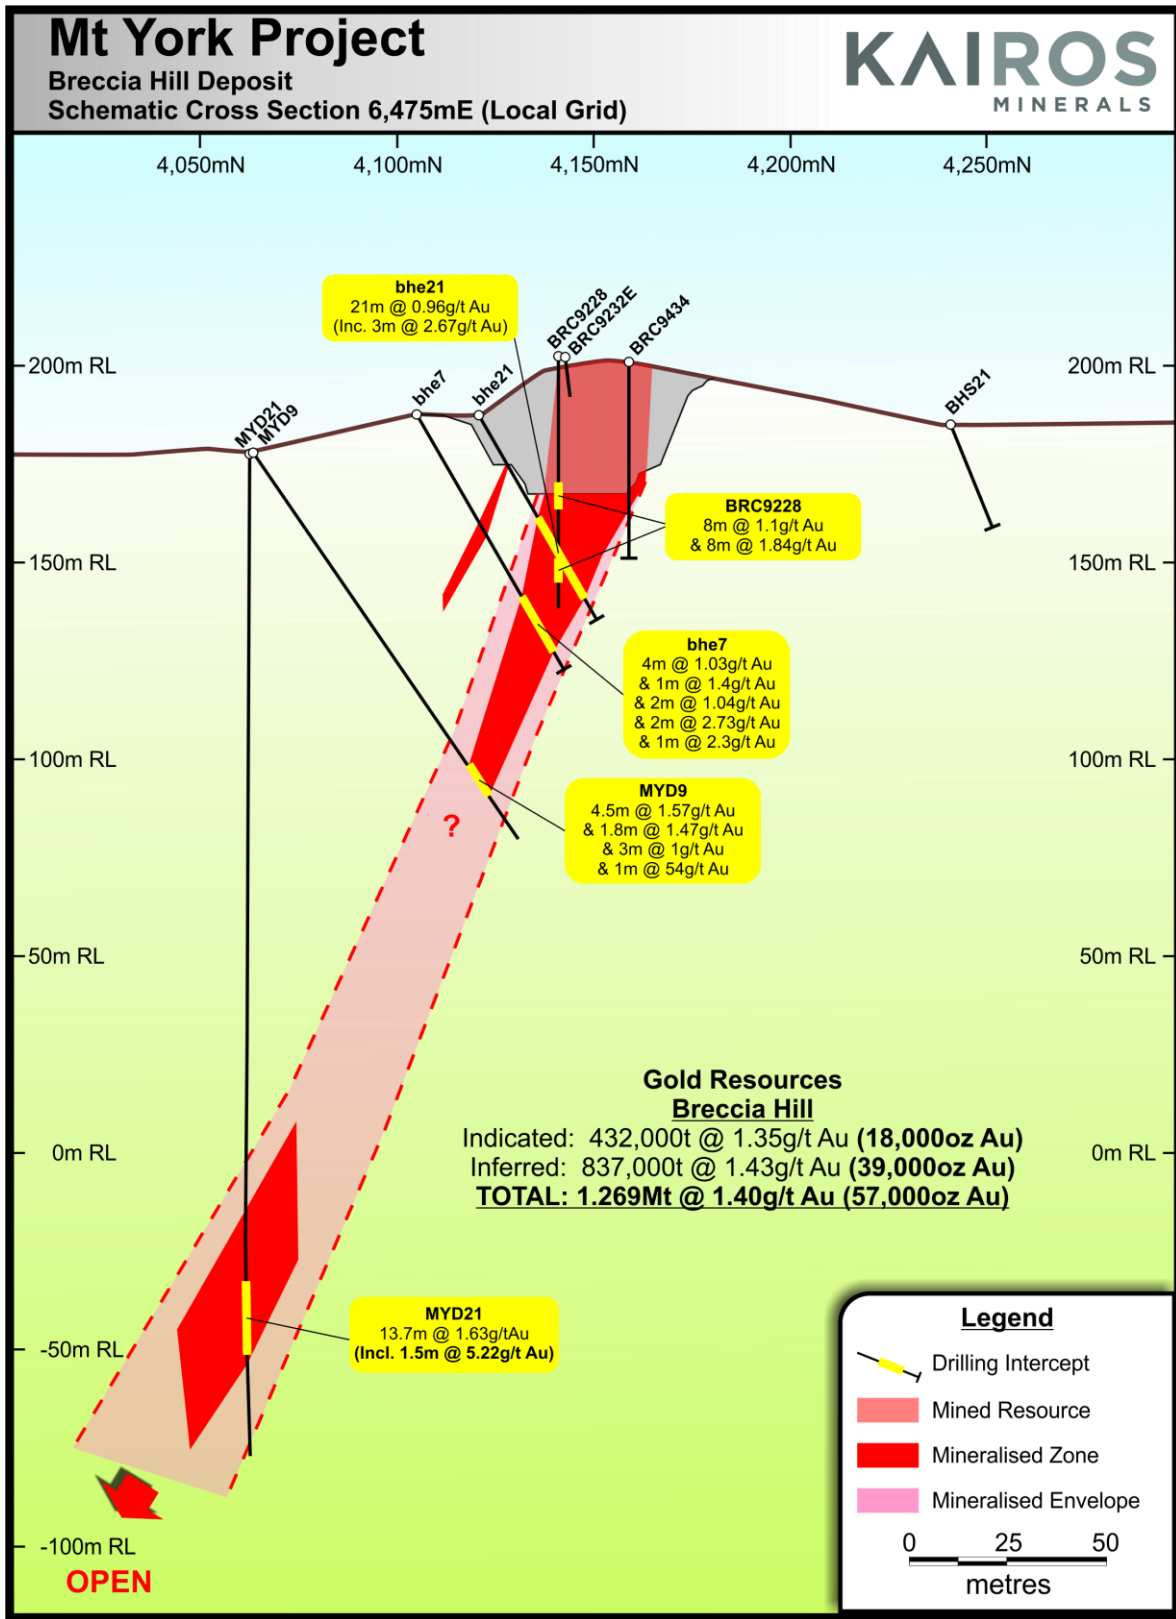 Mt York Project
Breccia Hill Deposit
Schematic Cross Section 6,475mE (Local Grid)
KAIROS
MINERALS
4,050mN
4,100mN
4,150mN
4,200mN
4,250mN
bhe21
21m @ 0.96g/t Au
(Inc. 3m @ 2.67g/t Au)
BRC9228
BRC9232E
BRC9434
200m RL
200m RL
bhe7
bhe21
BHS21
MYD21
MYD9
BRC9228
8m @ 1.1g/t Au
& 8m @ 1.84g/t Au
150m RL
150m RL
bhe7
4m @ 1.03g/t Au
& 1m @ 1.4g/t Au
& 2m @ 1.04g/t Au
& 2m @ 2.73g/t Au
& 1m @ 2.3g/t Au
100m RL
100m RL
MYD9
4.5m @ 1.57g/t Au
& 1.8m @ 1.47g/t Au
& 3m @ 1g/t Au
& 1m @ 54g/t Au
?
50m RL
50m RL
Gold Resources
Breccia Hill
Indicated: 432,000t @ 1.35g/t Au (18,000oz Au)
Inferred: 837,000t @ 1.43g/t Au (39,000oz Au)
TOTAL: 1.269Mt @ 1.40g/t Au (57,000oz Au)
0m RL
0m RL
MYD21
13.7m @ 1.63g/tAu
(Incl. 1.5m @ 5.22g/t Au)
-50m RL
-100m RL
OPEN
Legend
Drilling Intercept
Mined Resource
Mineralised Zone
Mineralised Envelope
0 25 50
metres